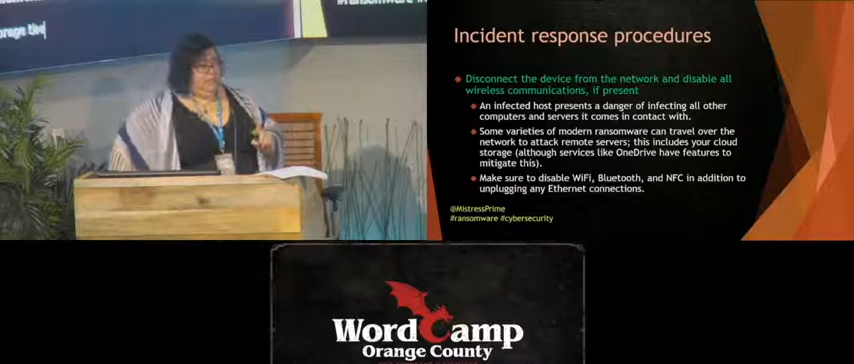 orage tive
#ransomware #
Incident response procedures
Disconnect the device from the network and disable all
wireless communications, if present
An infected host presents a danger of infecting all other
computers and servers it comes in contact with.
Some varieties of modern ransomware can travel over the
network to attack remote servers; this includes your cloud
storage (although services like OneDrive have features to
mitigate this).
Make sure to disable WiFi, Bluetooth, and NFC in addition to
unplugging any Ethernet connections.
@MistressPrime
#ransomware #cybersecurity
WordCamp
Orange County